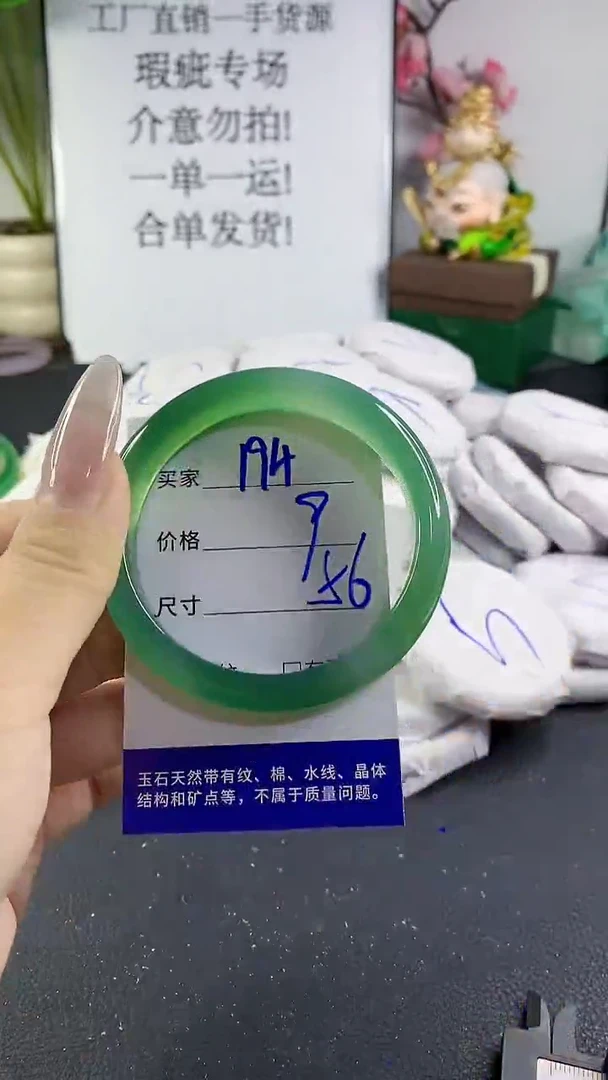 工厂直销一手货源
瑕疵专场
介意勿拍!
一单一运!
合单发货!
买家 194
价格 9
尺寸 56
玉石天然带有纹、棉、水线、晶体
结构和矿点等，不属于质量问题。